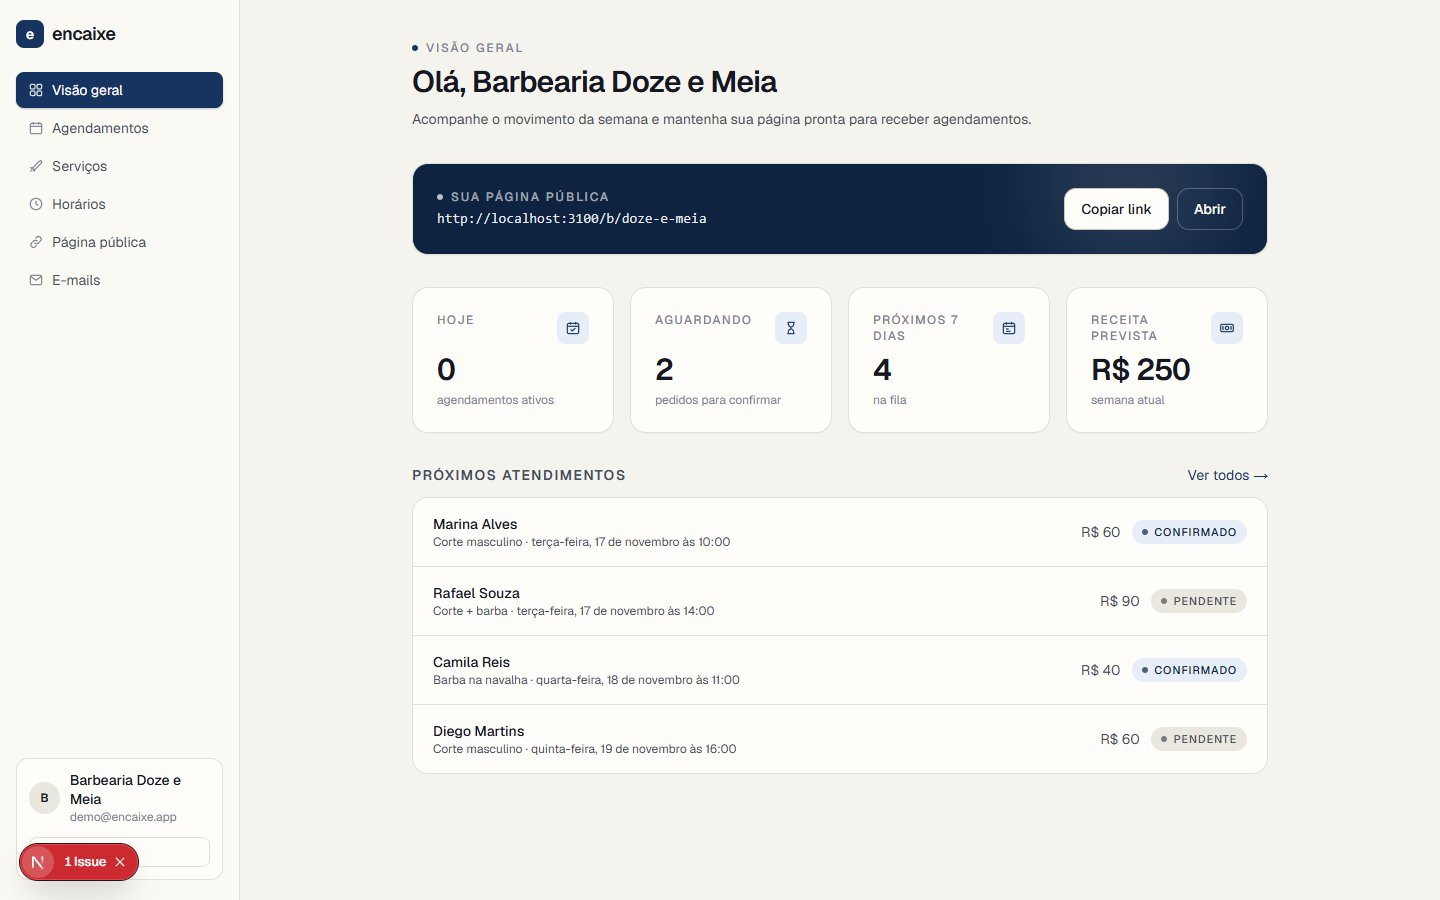 e encaixe
Visão geral
Agendamentos
Serviços
Horários
Página pública
E-mails
Barbearia Doze e
Meia
B
demo@encaixe.app
N 1 Issue
VISÃO GERAL
Olá, Barbearia Doze e Meia
Acompanhe o movimento da semana e mantenha sua página pronta para receber agendamentos.
SUA PÁGINA PÚBLICA
http://localhost:3100/b/doze-e-meia
Copiar link
Abrir
HOJE
0
agendamentos ativos
AGUARDANDO
2
pedidos para confirmar
PRÓXIMOS 7
DIAS
4
na fila
RECEITA
PREVISTA
R$ 250
semana atual
PRÓXIMOS ATENDIMENTOS
Ver todos →
Marina Alves
Corte masculino · terça-feira, 17 de novembro às 10:00
R$ 60 CONFIRMADO
Rafael Souza
Corte + barba · terça-feira, 17 de novembro às 14:00
R$ 90 PENDENTE
Camila Reis
Barba na navalha · quarta-feira, 18 de novembro às 11:00
R$ 40 CONFIRMADO
Diego Martins
Corte masculino · quinta-feira, 19 de novembro às 16:00
R$ 60 PENDENTE